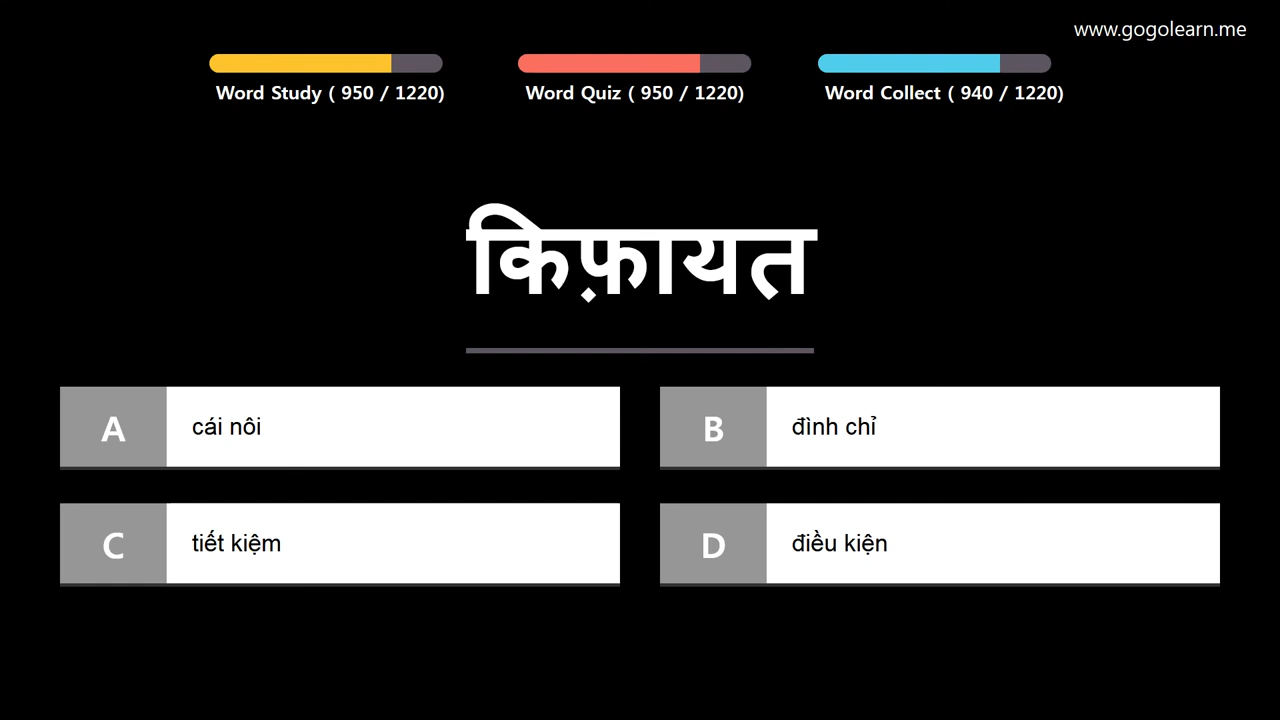 www.gogolearn.me
Word Study ( 950 / 1220)
Word Quiz ( 950 / 1220)
Word Collect ( 940 / 1220)
किफ़ायत
A cái nôi
B đình chỉ
C tiết kiệm
D điều kiện